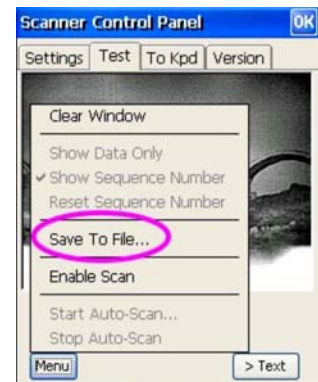 Scanner Control Panel OK
Settings Test To Kpd Version
Clear Window
Show Data Only
Show Sequence Number
Reset Sequence Number
Save To File...
Enable Scan
Start Auto-Scan...
Stop Auto-Scan
Menu > Text